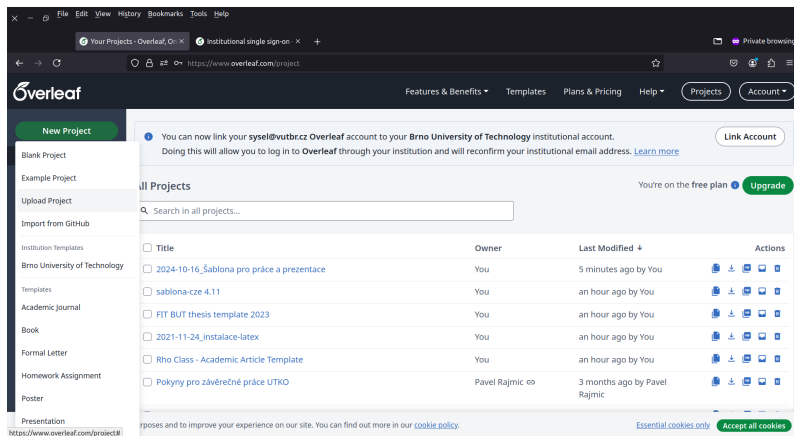 File Edit View History Bookmarks Tools Help
Your Projects - Overleaf, On
Institutional single sign-on -
Private browsing
https://www.overleaf.com/project
Overleaf
Features & Benefits
Templates
Plans & Pricing
Help
Projects
Account
New Project
Blank Project
Example Project
Upload Project
Import from GitHub
Institution Templates
Brno University of Technology
Templates
Academic Journal
Book
Formal Letter
Homework Assignment
Poster
Presentation
https://www.overleaf.com/project#
You can now link your sysel@vutbr.cz Overleaf account to your Brno University of Technology institutional account.
Doing this will allow you to log in to Overleaf through your institution and will reconfirm your institutional email address. Learn more
Link Account
All Projects
You're on the free plan
Upgrade
Search in all projects...
Title Owner Last Modified Actions
2024-10-16_Šablona pro práce a prezentace You 5 minutes ago by You
sablona-cze 4.11 You an hour ago by You
FIT BUT thesis template 2023 You an hour ago by You
2021-11-24_instalace-latex You an hour ago by You
Rho Class - Academic Article Template You an hour ago by You
Pokyny pro závěrečné práce UTKO Pavel Rajmic 3 months ago by Pavel
Rajmic
rposes and to improve your experience on our site. You can find out more in our cookie policy.
Essential cookies only
Accept all cookies